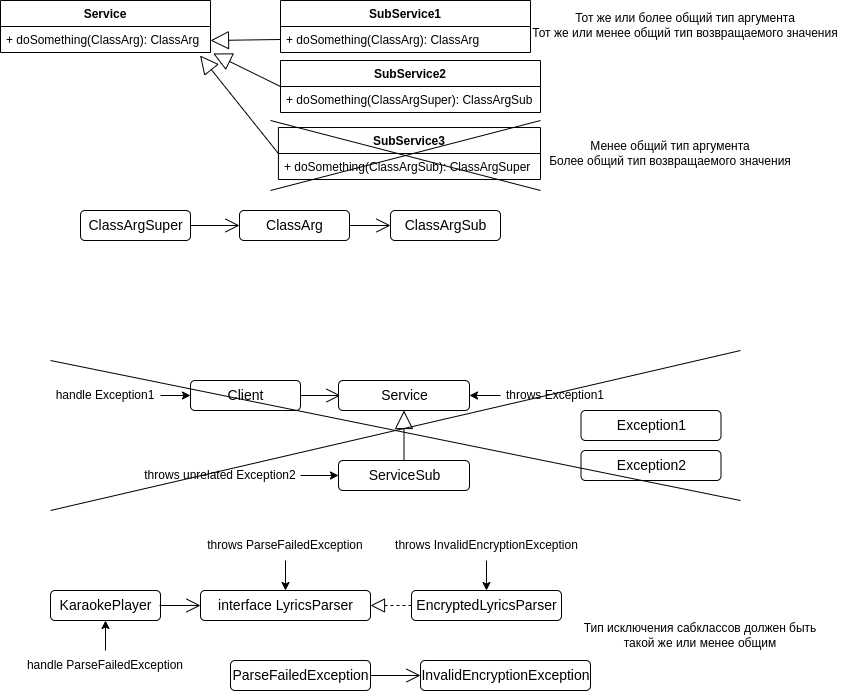 Service
+ doSomething(ClassArg): ClassArg
SubService1
+ doSomething(ClassArg): ClassArg
Тот же или более общий тип аргумента
Тот же или менее общий тип возвращаемого значения
SubService2
+ doSomething(ClassArgSuper): ClassArgSub
SubService3
+ doSomething(ClassArgSub): ClassArgSuper
Менее общий тип аргумента
Более общий тип возвращаемого значения
ClassArgSuper
ClassArg
ClassArgSub
handle Exception1
Client
Service
throws Exception1
Exception1
Exception2
throws unrelated Exception2
ServiceSub
throws ParseFailedException
throws InvalidEncryptionException
KaraokePlayer
interface LyricsParser
EncryptedLyricsParser
Тип исключения сабклассов должен быть
такой же или менее общим
handle ParseFailedException
ParseFailedException
InvalidEncryptionException